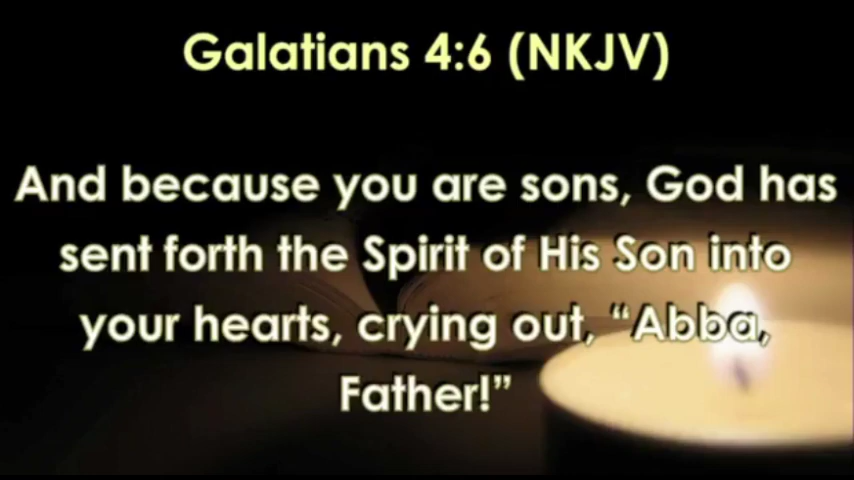 Galatians 4:6 (NKJV)
And because you are sons, God has
sent forth the Spirit of His Son into
your hearts, crying out, “Abba,
Father!”